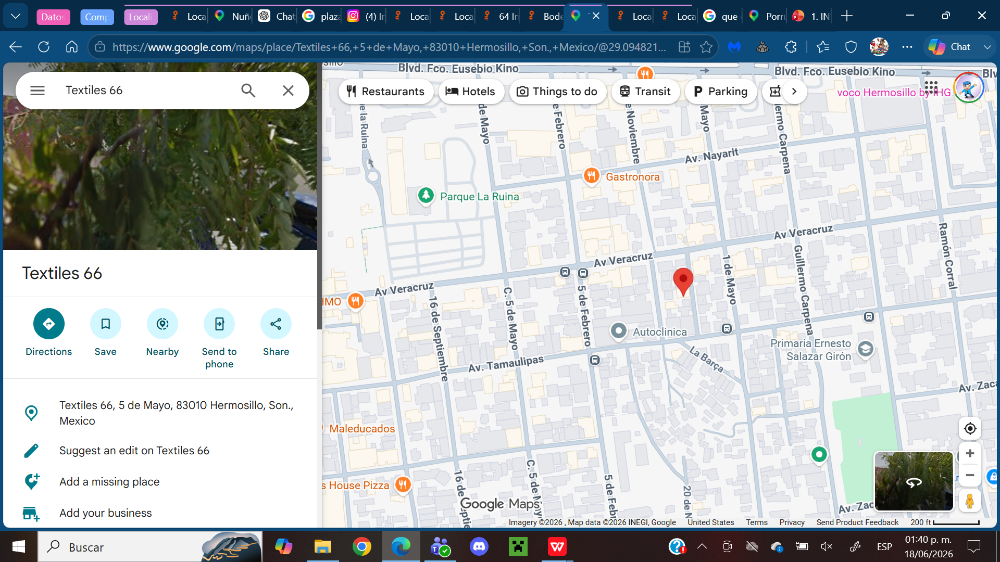 Datos
Comp
Locali
Loca
Nuñ
Chat
plaza
(4) In
Loca
Loca
64 In
Bode
Loca
Loca
que
Porru
1. IN
https://www.google.com/maps/place/Textiles+66,+5+de+Mayo,+83010+Hermosillo,+Son.,+Mexico/@29.094821...
Chat
Textiles 66
Restaurants
Hotels
Things to do
Transit
Parking
Textiles 66
Directions
Save
Nearby
Send to
phone
Share
Textiles 66, 5 de Mayo, 83010 Hermosillo, Son.,
Mexico
Suggest an edit on Textiles 66
Add a missing place
Add your business
Blvd. Fco. Eusebio Kino
Blvd. Fco. Eusebio Kino
Blv
voco Hermosillo by IHG
e la Ruina
de Mayo
e Febrero
e Noviembre
Mayo
ermo Carpena
Av. Nayarit
Gastronora
Parque La Ruina
Av Veracruz
Av Veracruz
Av Veracruz
Ramón Corral
HMO
16 de Septiembre
C. 5 de Mayo
5 de Febrero
1 de Mayo
Guillermo Carpena
Autoclinica
Primaria Ernesto
Salazar Girón
La Barca
Av. Tamaulipas
Av. Zaca
Maleducados
s House Pizza
16 de Septie
C. 5 de M
5 de Feb
20 de N
Av. Zac
Google Maps
Imagery ©2026 , Map data ©2026 INEGI, Google
United States
Terms
Privacy
Send Product Feedback
200 ft
Buscar
ESP
01:40 p. m.
18/06/2026